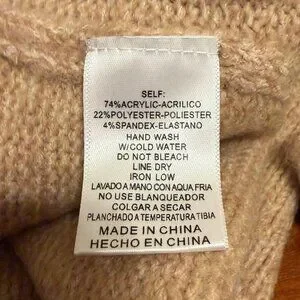 SELF:
74%ACRYLIC-ACRILICO
22%POLYESTER-POLIESTER
4%SPANDEX-ELASTANO
HAND WASH
W/COLD WATER
DO NOT BLEACH
LINE DRY
IRON LOW
LAVADO A MANO CON AQUA FRIA
NO USE BLANQUEADOR
COLGAR A SECAR
PLANCHADO A TEMPERATURA TIBIA
MADE IN CHINA
HECHO EN CHINA